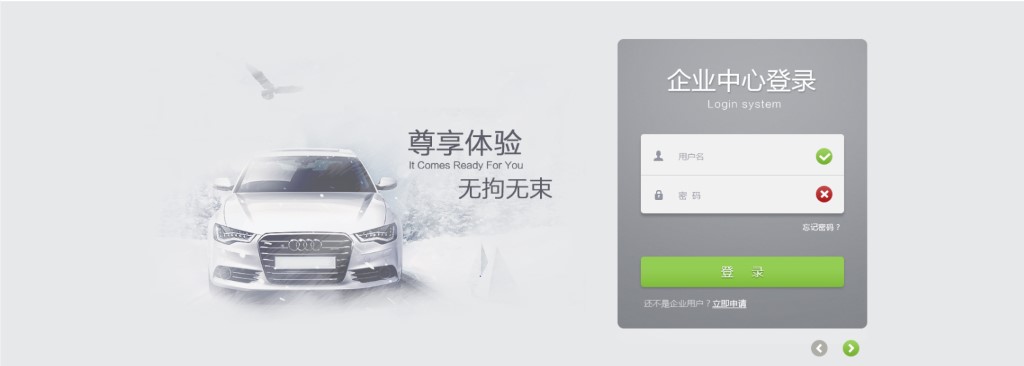 尊享体验
It Comes Ready For You
无拘无束
企业中心登录
Login system
用户名
密 码
忘记密码？
登 录
还不是企业用户？立即申请